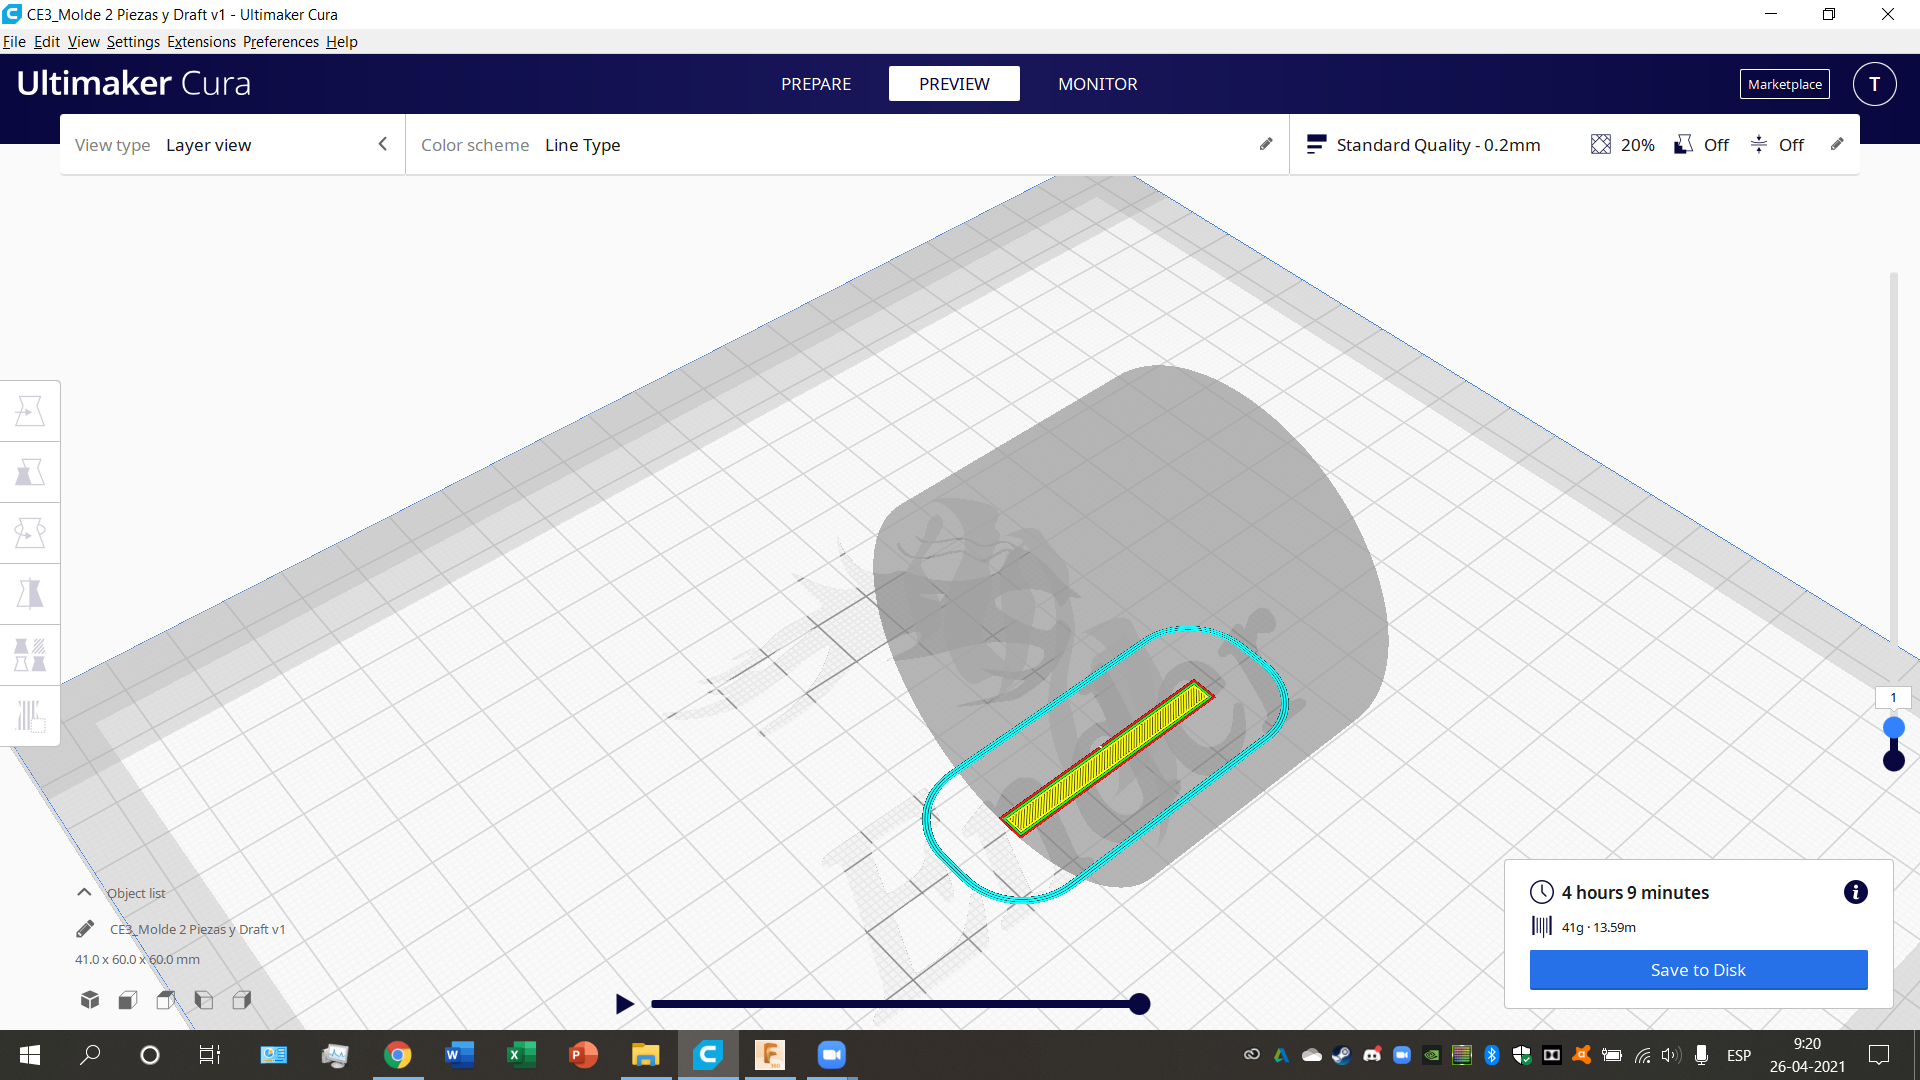 CE3_Molde 2 Piezas y Draft v1 - Ultimaker Cura
File Edit View Settings Extensions Preferences Help
Ultimaker Cura
PREPARE
PREVIEW
MONITOR
Marketplace
T
View type Layer view
Color scheme Line Type
Standard Quality - 0.2mm
20%
Off
Off
1
Object list
CE3_Molde 2 Piezas y Draft v1
41.0 x 60.0 x 60.0 mm
4 hours 9 minutes
41g · 13.59m
Save to Disk
ESP
9:20
26-04-2021